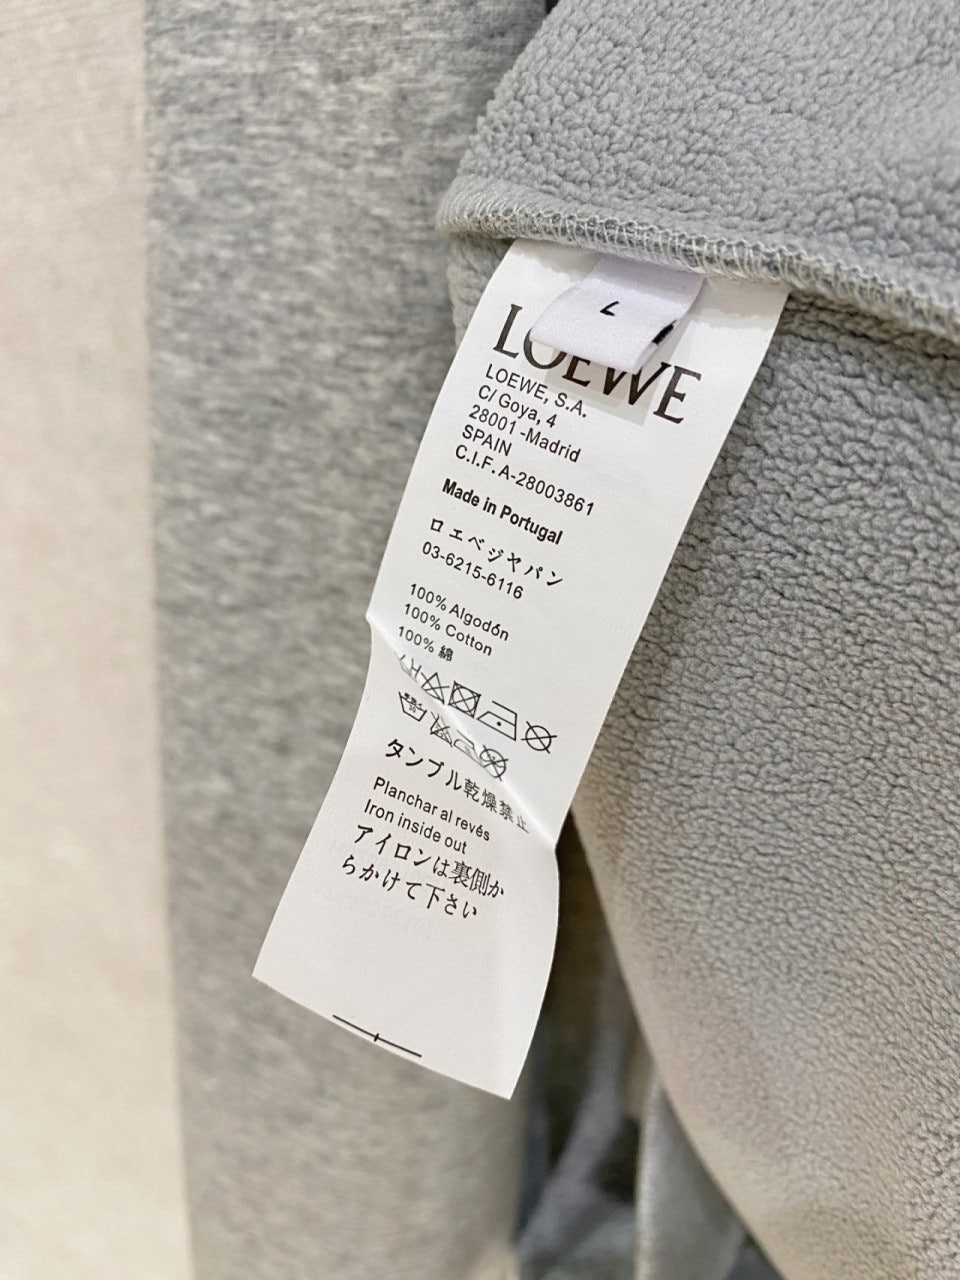 LOEWE
LOEWE, S.A.
C/ Goya, 4
28001 -Madrid
SPAIN
C.I.F. A-28003861
Made in Portugal
ロエベジャパン
03-6215-6116
100% Algodón
100% Cotton
100% 綿
タンブル乾燥禁止
Planchar al revés
Iron inside out
アイロンは裏側か
らかけて下さい